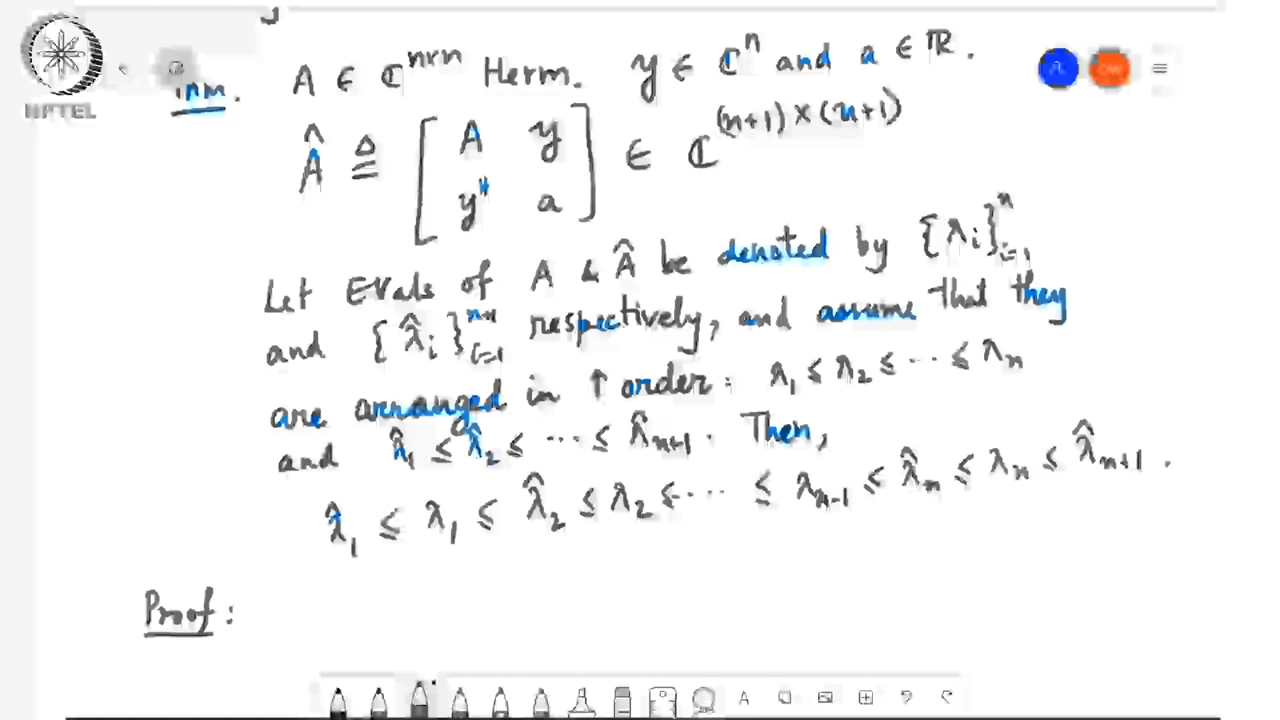 NPTEL
Thm. A ∈ ℂ^{n×n} Herm. y ∈ ℂ^n and a ∈ ℝ.
Â ≜ [ A y ; y^H a ] ∈ ℂ^{(n+1)×(n+1)}
Let Evals of A & Â be denoted by {λ_i}_{i=1}^n
and {λ̂_i}_{i=1}^{n+1} respectively, and assume that they
are arranged in ↑ order: λ_1 ≤ λ_2 ≤ ... ≤ λ_n
and λ̂_1 ≤ λ̂_2 ≤ ... ≤ λ̂_{n+1}. Then,
λ̂_1 ≤ λ_1 ≤ λ̂_2 ≤ λ_2 ≤ ... ≤ λ_{n-1} ≤ λ̂_n ≤ λ_n ≤ λ̂_{n+1}.
Proof: